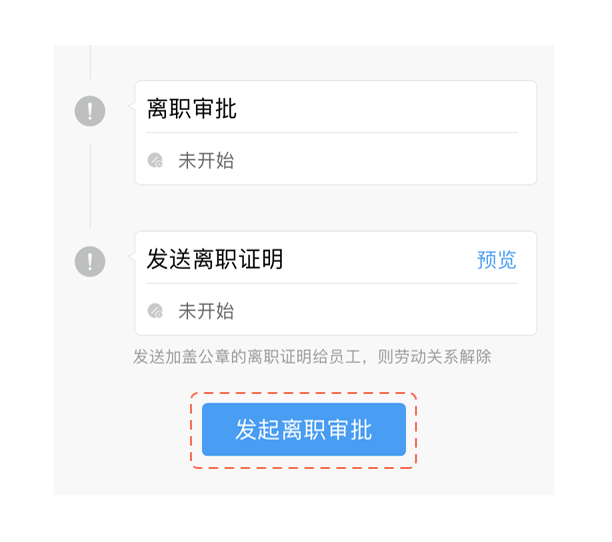 离职审批
未开始
发送离职证明 预览
未开始
发送加盖公章的离职证明给员工，则劳动关系解除
发起离职审批